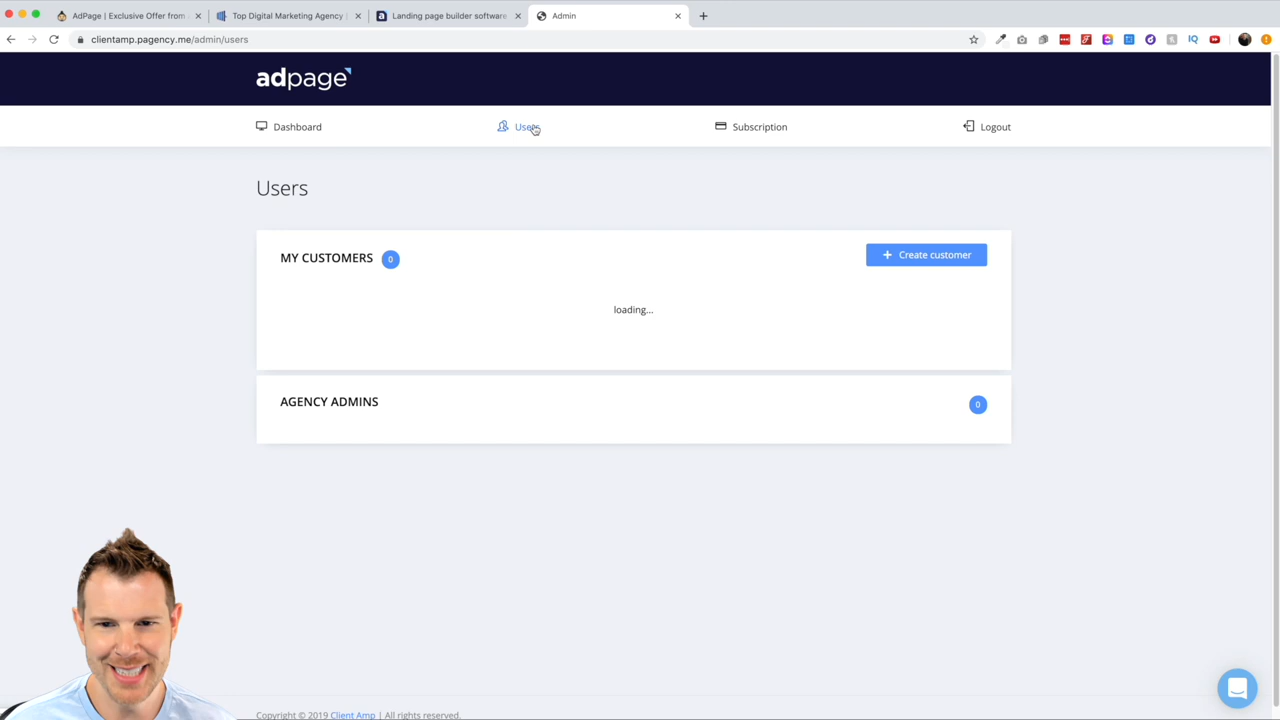 AdPage | Exclusive Offer from
Top Digital Marketing Agency |
Landing page builder software
Admin
clientamp.pagency.me/admin/users
adpage
Dashboard
Users
Subscription
Logout
Users
MY CUSTOMERS 0
+ Create customer
loading...
AGENCY ADMINS
0
Copyright © 2019 Client Amp | All rights reserved.